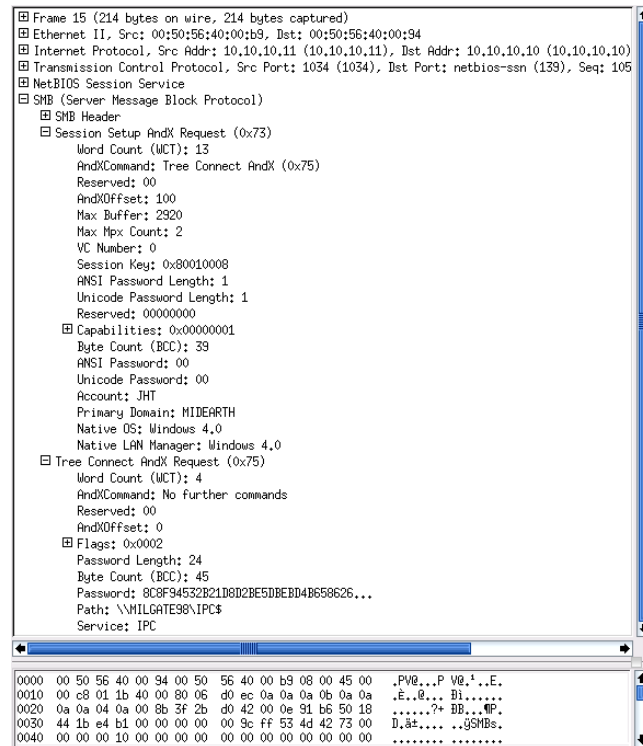 Frame 15 (214 bytes on wire, 214 bytes captured)
Ethernet II, Src: 00:50:56:40:00:b9, Dst: 00:50:56:40:00:94
Internet Protocol, Src Addr: 10.10.10.11 (10.10.10.11), Dst Addr: 10.10.10.10 (10.10.10.10)
Transmission Control Protocol, Src Port: 1034 (1034), Dst Port: netbios-ssn (139), Seq: 105
NetBIOS Session Service
SMB (Server Message Block Protocol)
SMB Header
Session Setup AndX Request (0x73)
Word Count (WCT): 13
AndXCommand: Tree Connect AndX (0x75)
Reserved: 00
AndXOffset: 100
Max Buffer: 2920
Max Mpx Count: 2
VC Number: 0
Session Key: 0x80010008
ANSI Password Length: 1
Unicode Password Length: 1
Reserved: 00000000
Capabilities: 0x00000001
Byte Count (BCC): 39
ANSI Password: 00
Unicode Password: 00
Account: JHT
Primary Domain: MIDEARTH
Native OS: Windows 4.0
Native LAN Manager: Windows 4.0
Tree Connect AndX Request (0x75)
Word Count (WCT): 4
AndXCommand: No further commands
Reserved: 00
AndXOffset: 0
Flags: 0x0002
Password Length: 24
Byte Count (BCC): 45
Password: 8C8F94532B21D8D2BE5DBEBD4B658626...
Path: \\MILGATE98\IPC$
Service: IPC
0000 00 50 56 40 00 94 00 50 56 40 00 b9 08 00 45 00 .PV@...P V@.¹..E.
0010 00 c8 01 1b 40 00 80 06 d0 ec 0a 0a 0a 0b 0a 0a .È..@... Ðì......
0020 0a 0a 04 0a 00 8b 3f 2b d0 42 00 0e 91 b6 50 18 ......?+ ÐB...¶P.
0030 44 1b e4 b1 00 00 00 00 00 9c ff 53 4d 42 73 00 D.ä±.... ..ÿSMBs.
0040 00 00 00 10 00 00 00 00 00 00 00 00 00 00 00 00 ........ ........